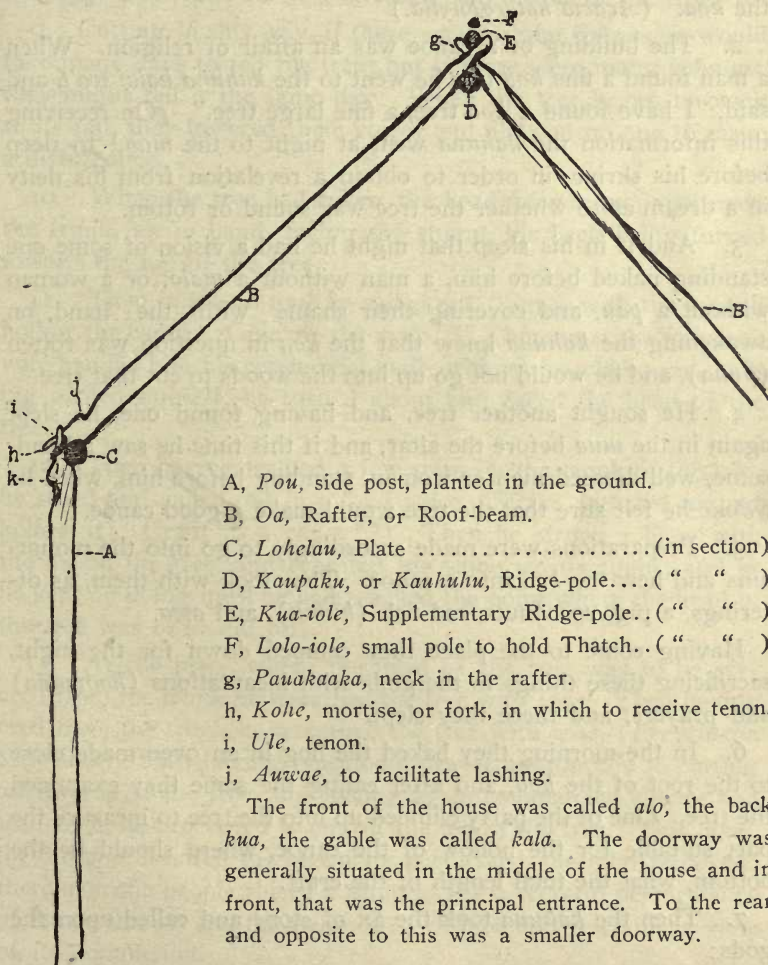 F
g
E
D
B
B
j
i
h
C
k
A
A, Pou, side post, planted in the ground.
B, Oa, Rafter, or Roof-beam.
C, Lohelau, Plate ......................(in section)
D, Kaupaku, or Kauhuhu, Ridge-pole....( “ “ )
E, Kua-iole, Supplementary Ridge-pole..( “ “ )
F, Lolo-iole, small pole to hold Thatch..( “ “ )
g, Pauakaaka, neck in the rafter.
h, Kohe, mortise, or fork, in which to receive tenon.
i, Ule, tenon.
j, Auwae, to facilitate lashing.
The front of the house was called alo, the back
kua, the gable was called kala. The doorway was
generally situated in the middle of the house and in
front, that was the principal entrance. To the rear
and opposite to this was a smaller doorway.